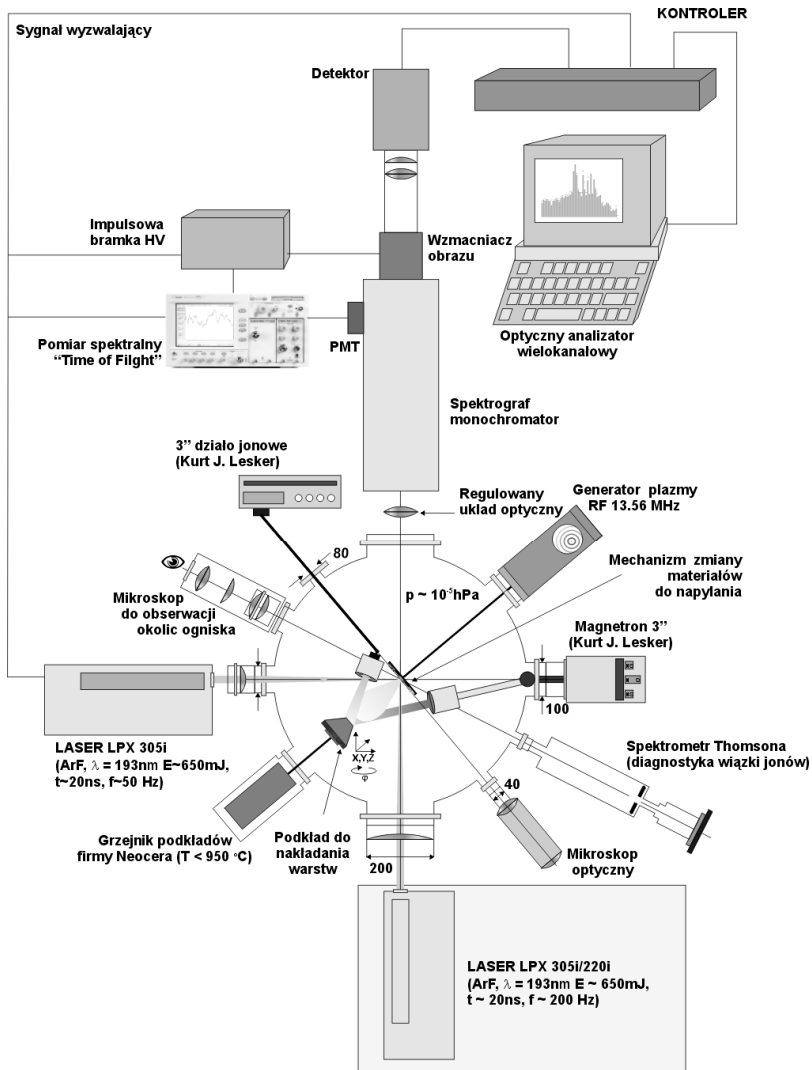 KONTROLER
Sygnał wyzwalający
Detektor
Impulsowa
bramka HV
Wzmacniacz
obrazu
Pomiar spektralny
“Time of Filght”
PMT
Optyczny analizator
wielokanałowy
Spektrograf
monochromator
3” działo jonowe
(Kurt J. Lesker)
Regulowany
układ optyczny
Generator plazmy
RF 13.56 MHz
80
Mikroskop
do obserwacji
okolic ogniska
p ~ 10⁻⁵hPa
Mechanizm zmiany
materiałów
do napylania
Magnetron 3”
(Kurt J. Lesker)
100
LASER LPX 305i
(ArF, λ = 193nm E~650mJ,
t~20ns, f~50 Hz)
X,Y,Z
φ
Spektrometr Thomsona
(diagnostyka wiązki jonów)
40
Grzejnik podkładów
firmy Neocera (T < 950 °C)
Podkład do
nakładania
warstw
200
Mikroskop
optyczny
LASER LPX 305i/220i
(ArF, λ = 193nm E ~ 650mJ,
t ~ 20ns, f ~ 200 Hz)